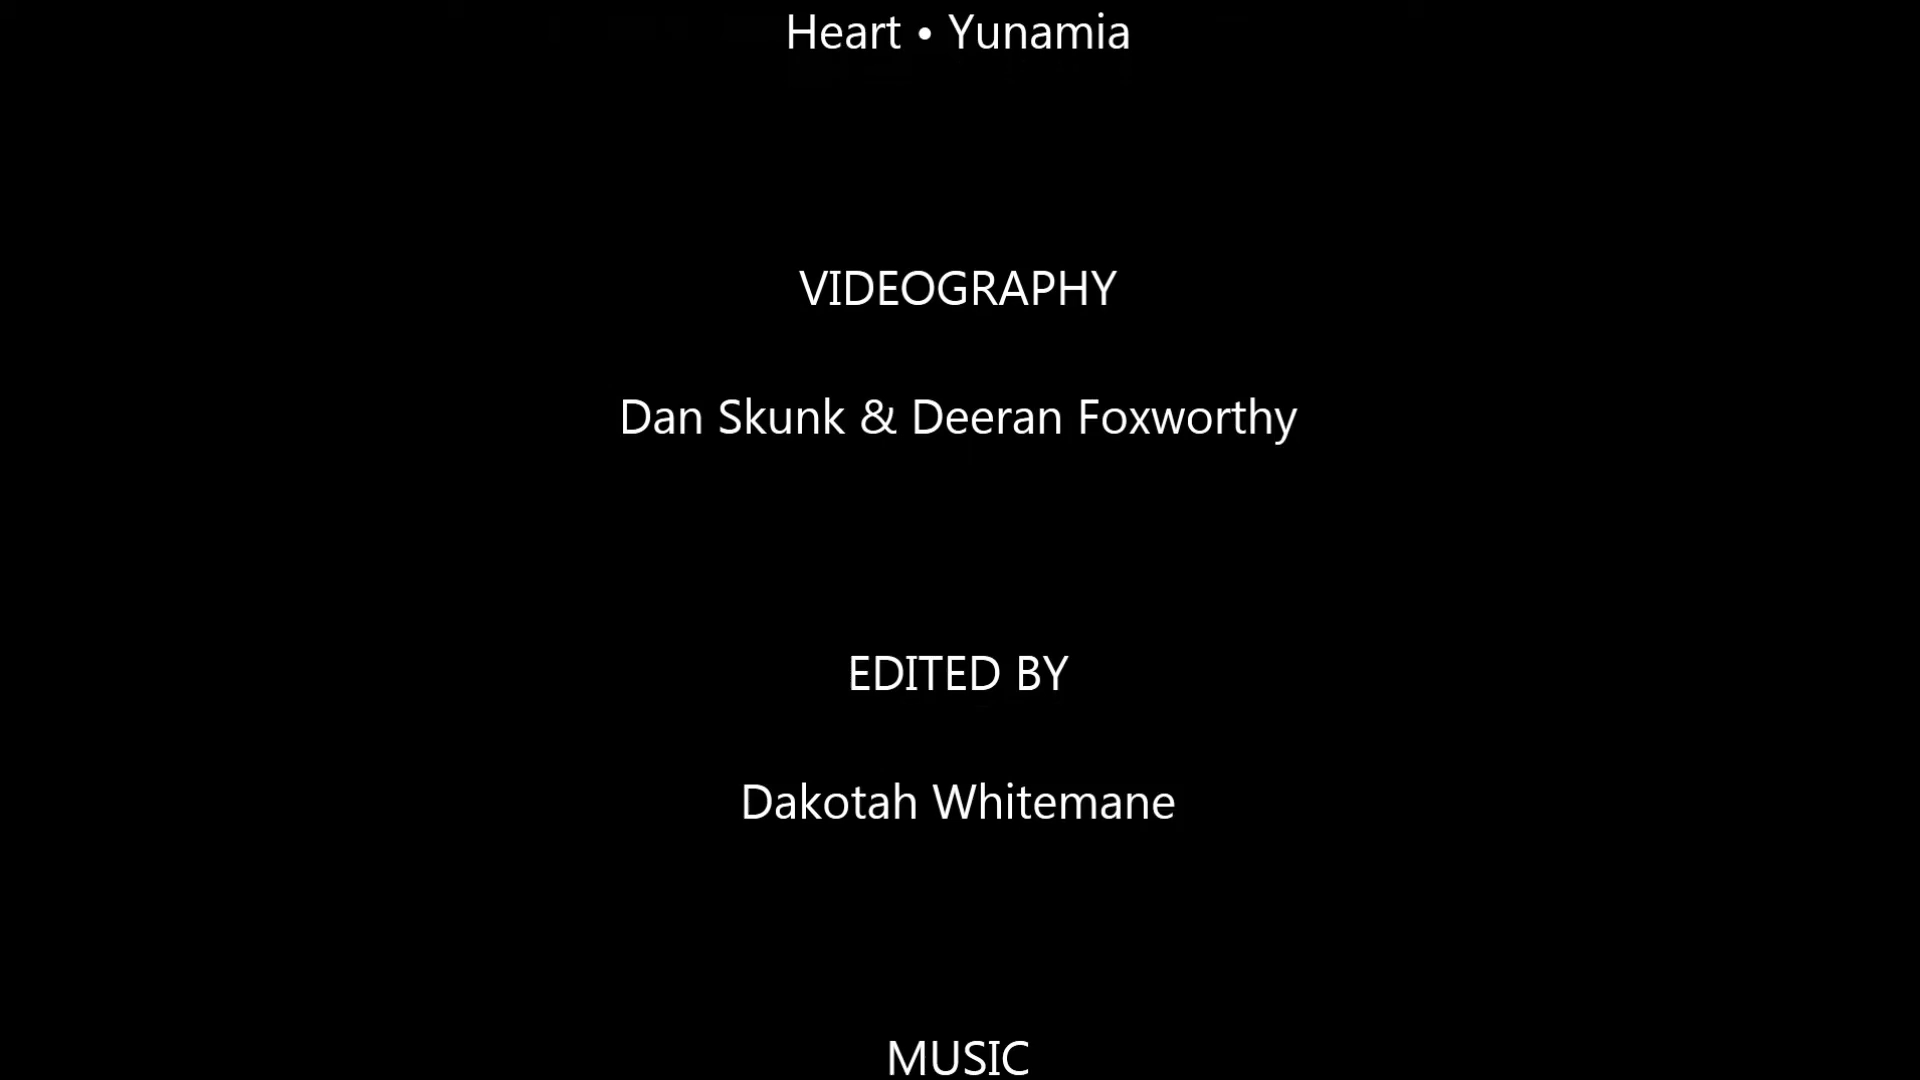 Heart • Yunamia
VIDEOGRAPHY
Dan Skunk & Deeran Foxworthy
EDITED BY
Dakotah Whitemane
MUSIC